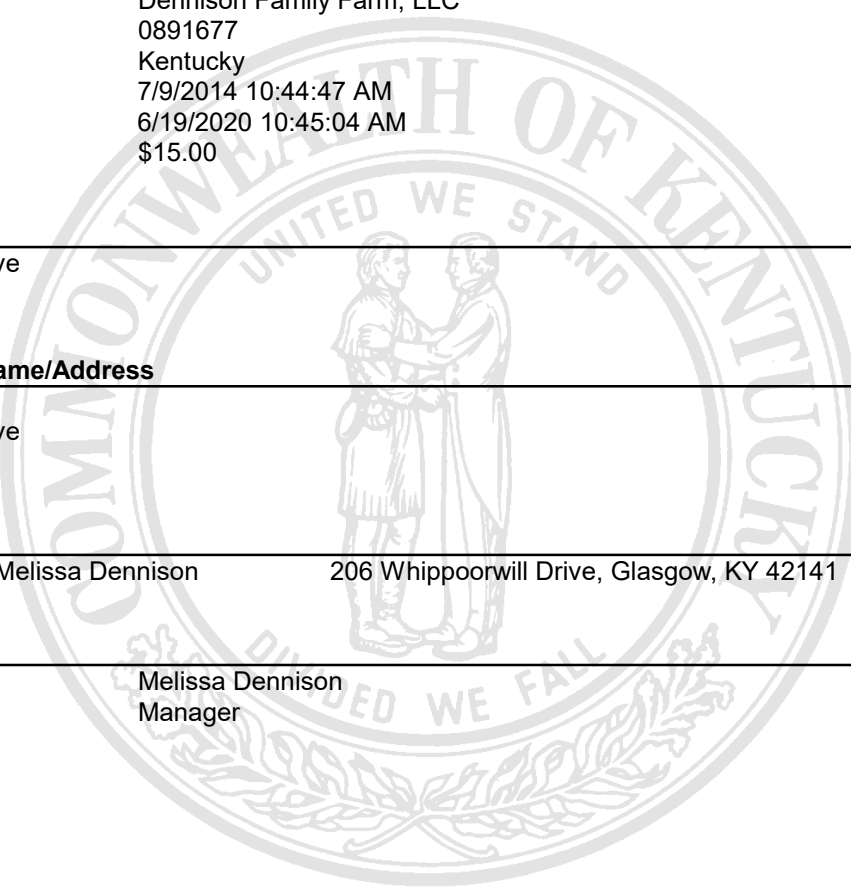 Dennison Family Farm, LLC
0891677
Kentucky
7/9/2014 10:44:47 AM
6/19/2020 10:45:04 AM
$15.00
COMMONWEALTH OF KENTUCKY
UNITED WE STAND
ve
ame/Address
ve
Melissa Dennison 206 Whippoorwill Drive, Glasgow, KY 42141
DIVIDED WE FALL
Melissa Dennison
Manager